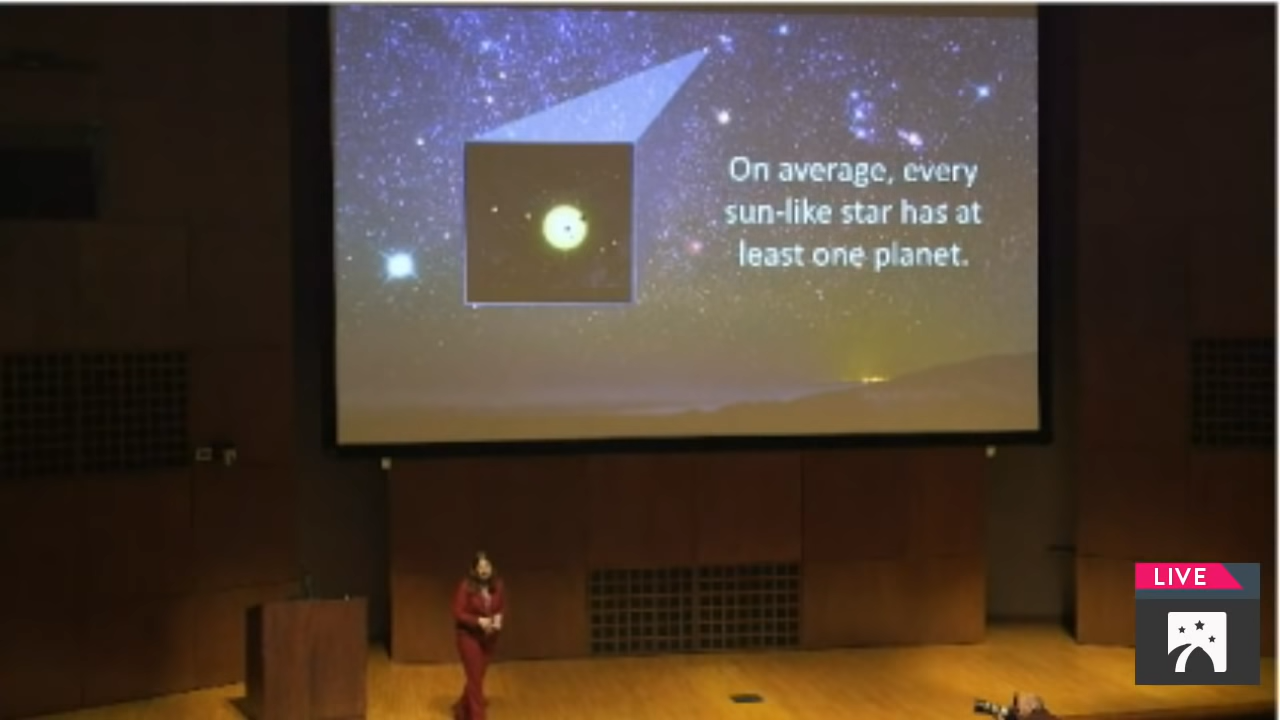 On average, every
sun-like star has at
least one planet.
LIVE